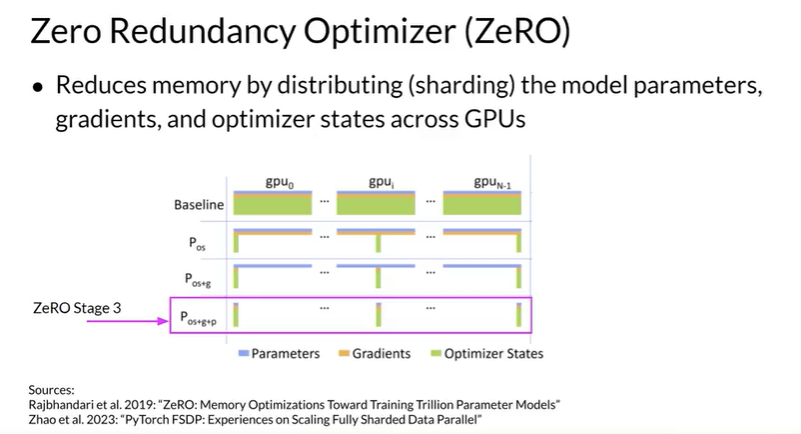 Zero Redundancy Optimizer (ZeRO)
● Reduces memory by distributing (sharding) the model parameters,
gradients, and optimizer states across GPUs
gpu₀ gpuᵢ gpuN-1
Baseline ... ...
Pos ... ...
Pos+g ... ...
ZeRO Stage 3
Pos+g+p ... ...
Parameters Gradients Optimizer States
Sources:
Rajbhandari et al. 2019: “ZeRO: Memory Optimizations Toward Training Trillion Parameter Models”
Zhao et al. 2023: “PyTorch FSDP: Experiences on Scaling Fully Sharded Data Parallel”